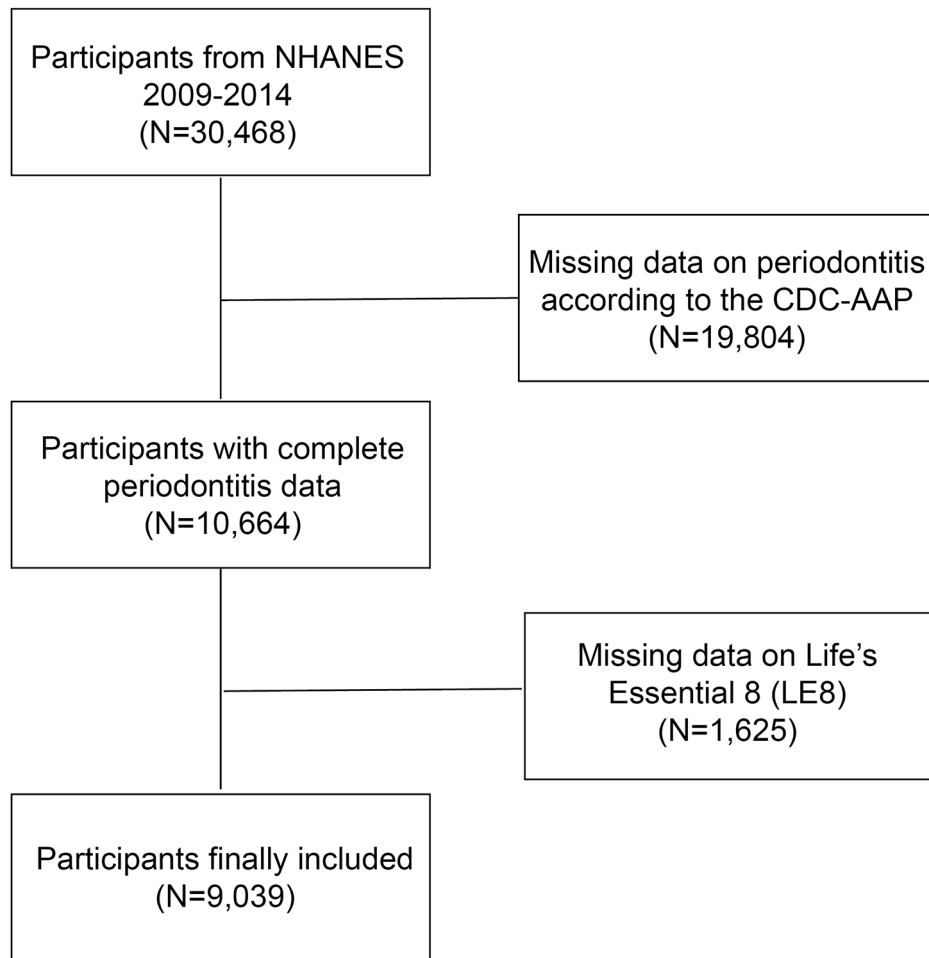 Participants from NHANES
2009-2014
(N=30,468)
Missing data on periodontitis
according to the CDC-AAP
(N=19,804)
Participants with complete
periodontitis data
(N=10,664)
Missing data on Life’s
Essential 8 (LE8)
(N=1,625)
Participants finally included
(N=9,039)